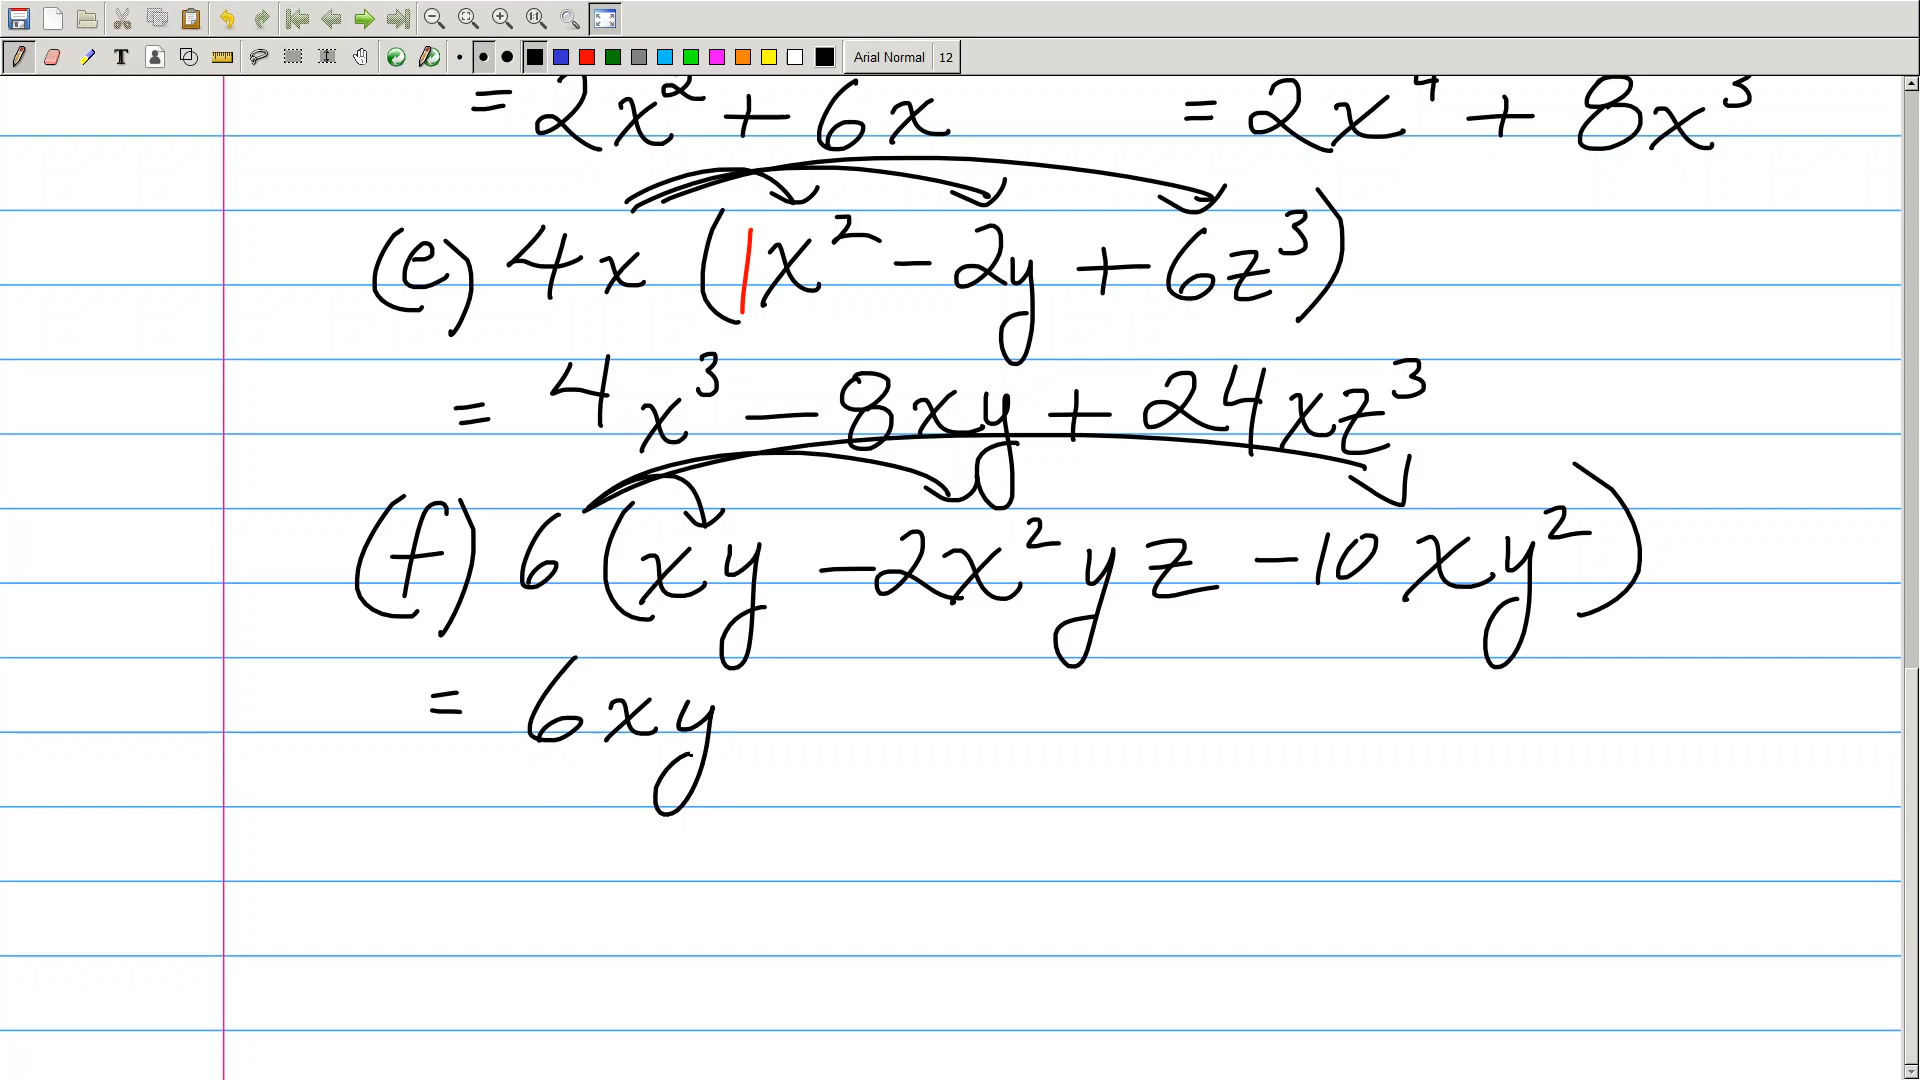 Arial Normal 12
= 2x² + 6x = 2x⁴ + 8x³
(e) 4x (1x² - 2y + 6z³)
= 4x³ - 8xy + 24xz³
(f) 6 (xy - 2x²yz - 10xy²)
= 6xy